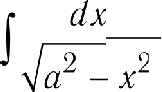 ∫ dx / √(a² − x²)